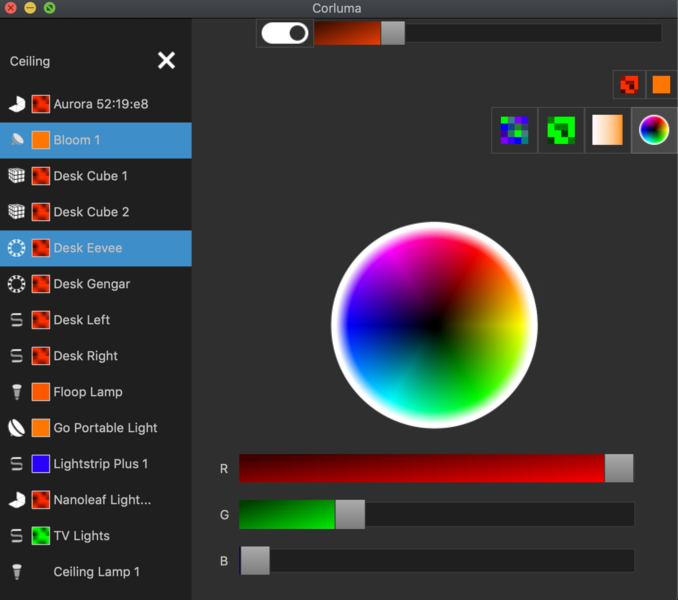 Corluma
Ceiling
Aurora 52:19:e8
Bloom 1
Desk Cube 1
Desk Cube 2
Desk Eevee
Desk Gengar
Desk Left
Desk Right
Floop Lamp
Go Portable Light
Lightstrip Plus 1
Nanoleaf Light...
TV Lights
Ceiling Lamp 1
R
G
B